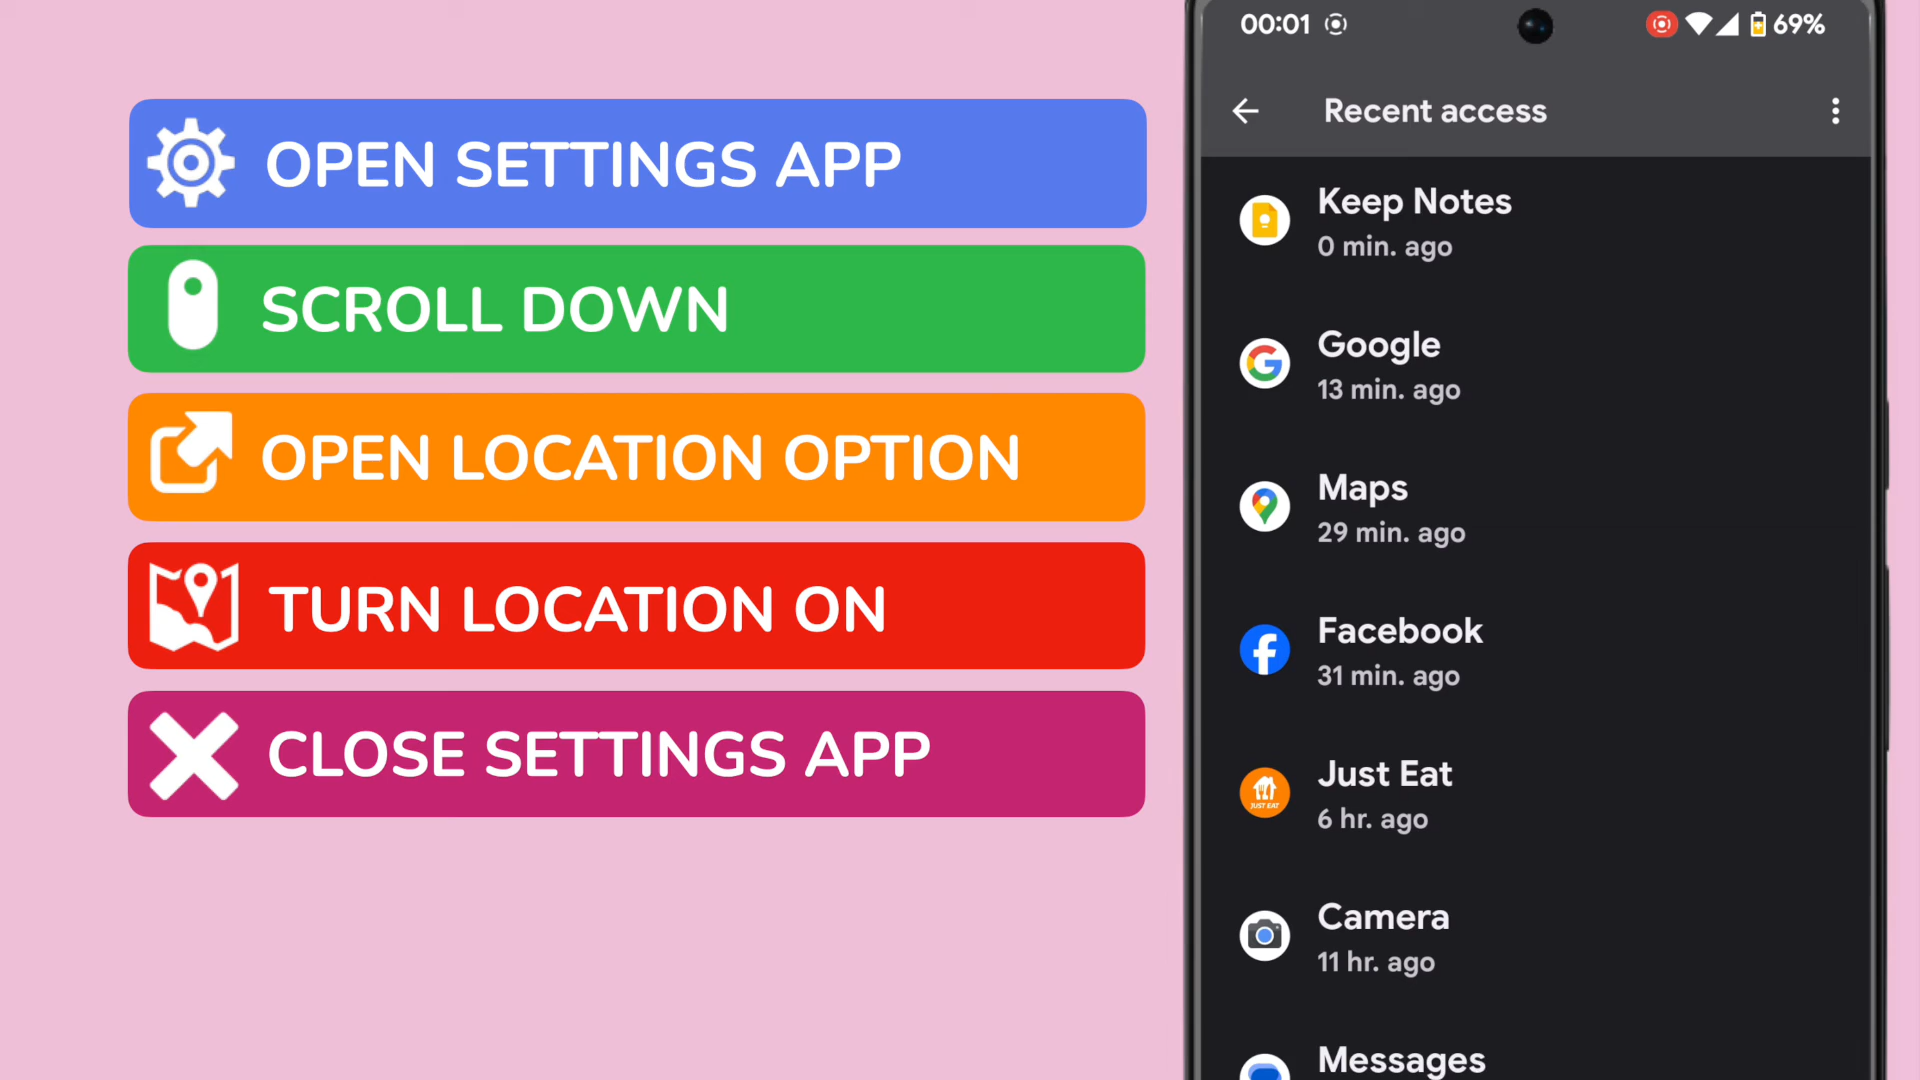 OPEN SETTINGS APP
SCROLL DOWN
OPEN LOCATION OPTION
TURN LOCATION ON
CLOSE SETTINGS APP
00:01
69%
Recent access
Keep Notes
0 min. ago
Google
13 min. ago
Maps
29 min. ago
Facebook
31 min. ago
Just Eat
JUST EAT
6 hr. ago
Camera
11 hr. ago
Messages